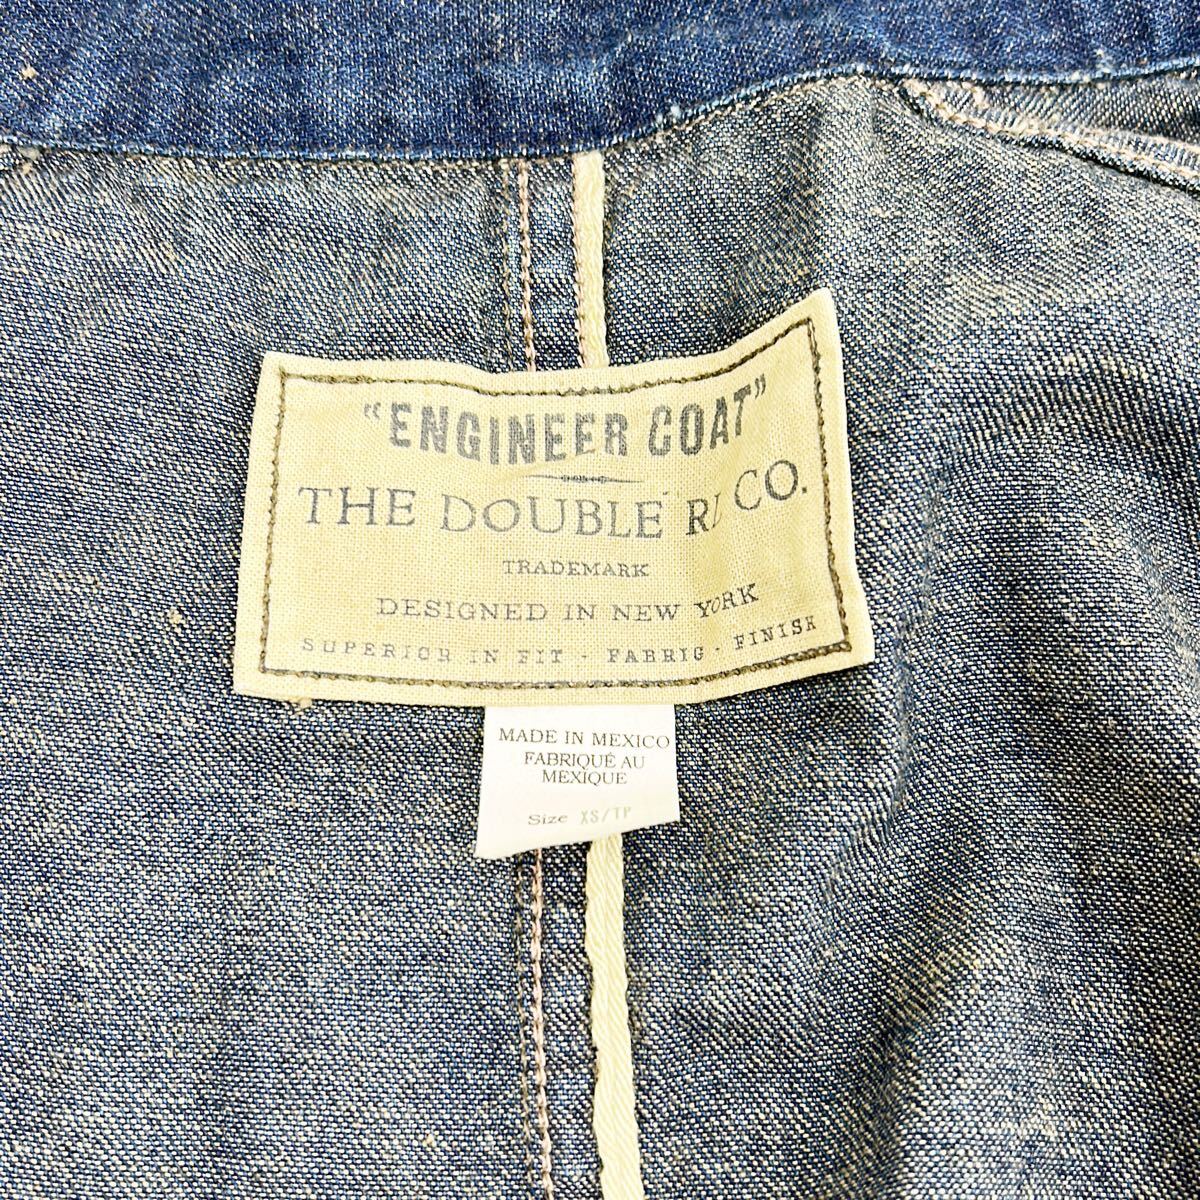 "ENGINEER COAT"
THE DOUBLE RL CO.
TRADEMARK
DESIGNED IN NEW YORK
SUPERIOR IN FIT - FABRIC - FINISH
MADE IN MEXICO
FABRIQUÉ AU
MEXIQUE
Size XS/TP